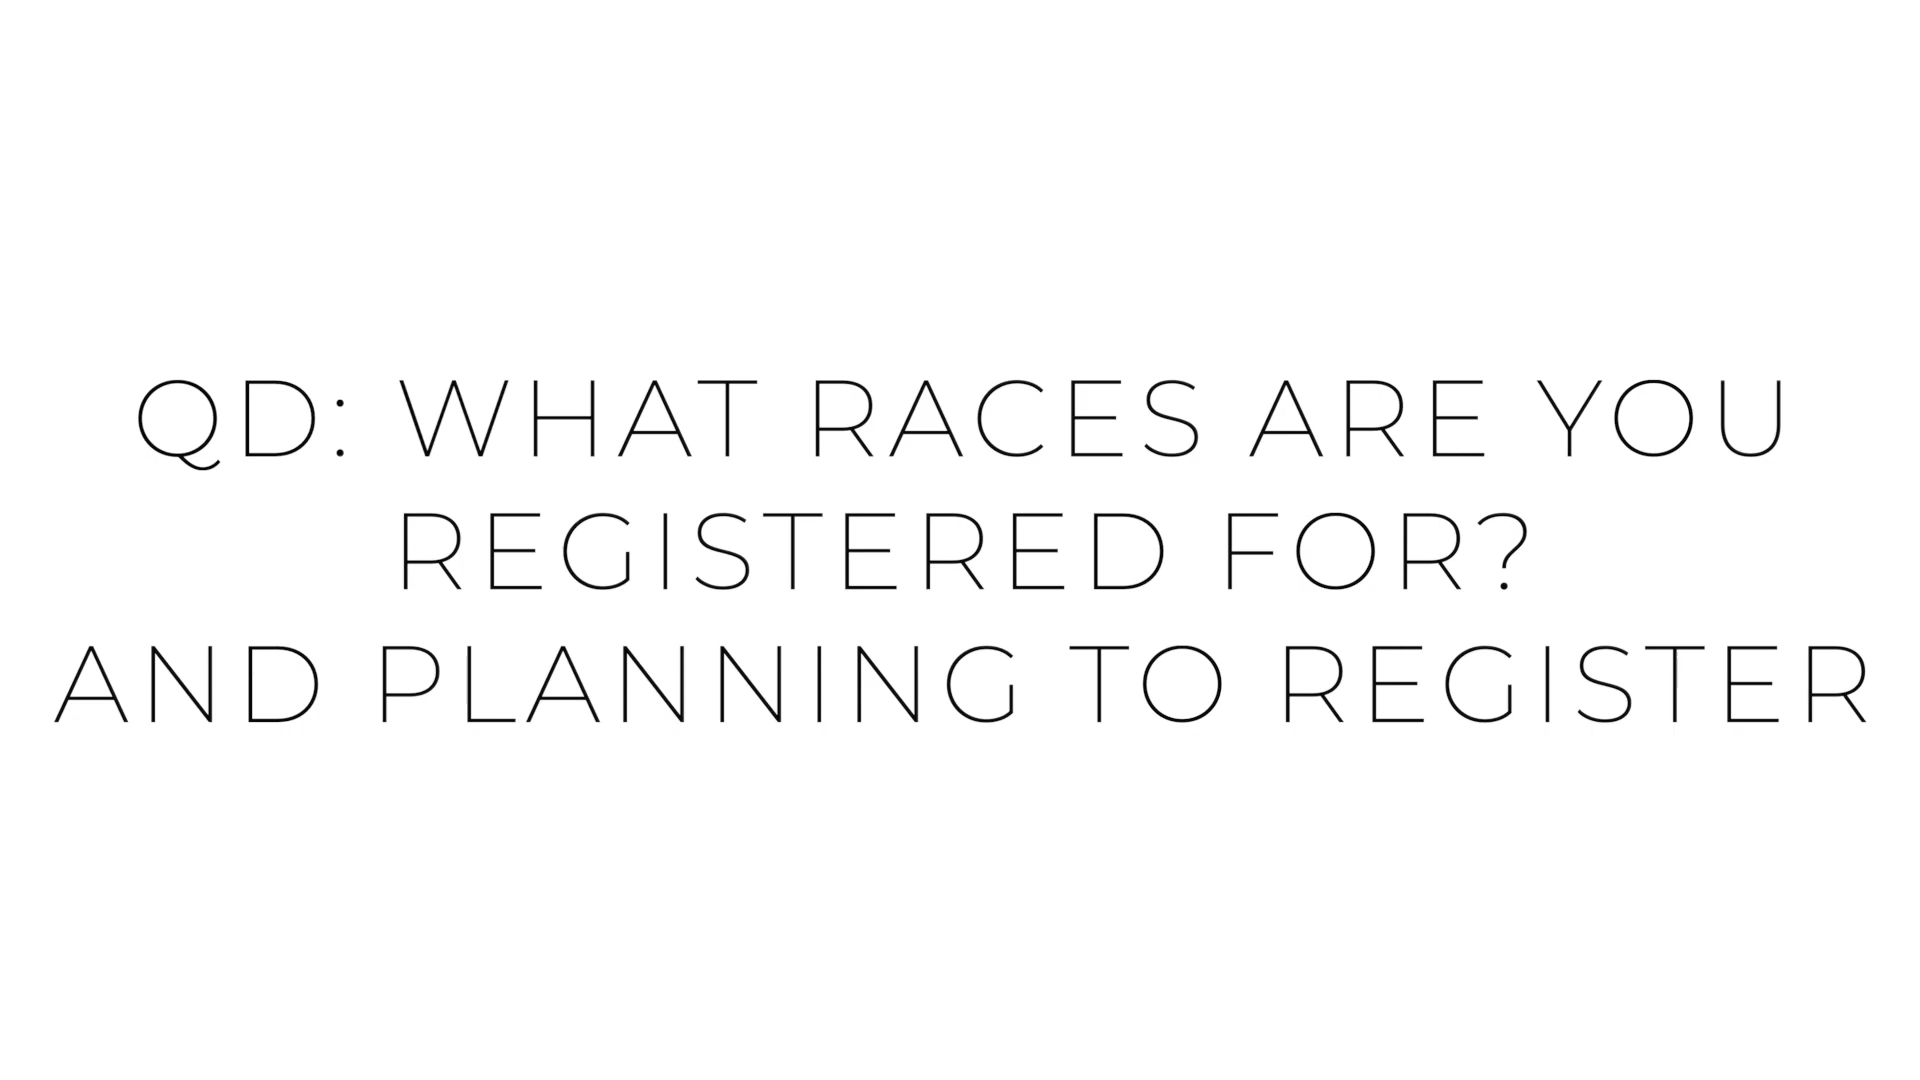 QD: WHAT RACES ARE YOU
REGISTERED FOR?
AND PLANNING TO REGISTER